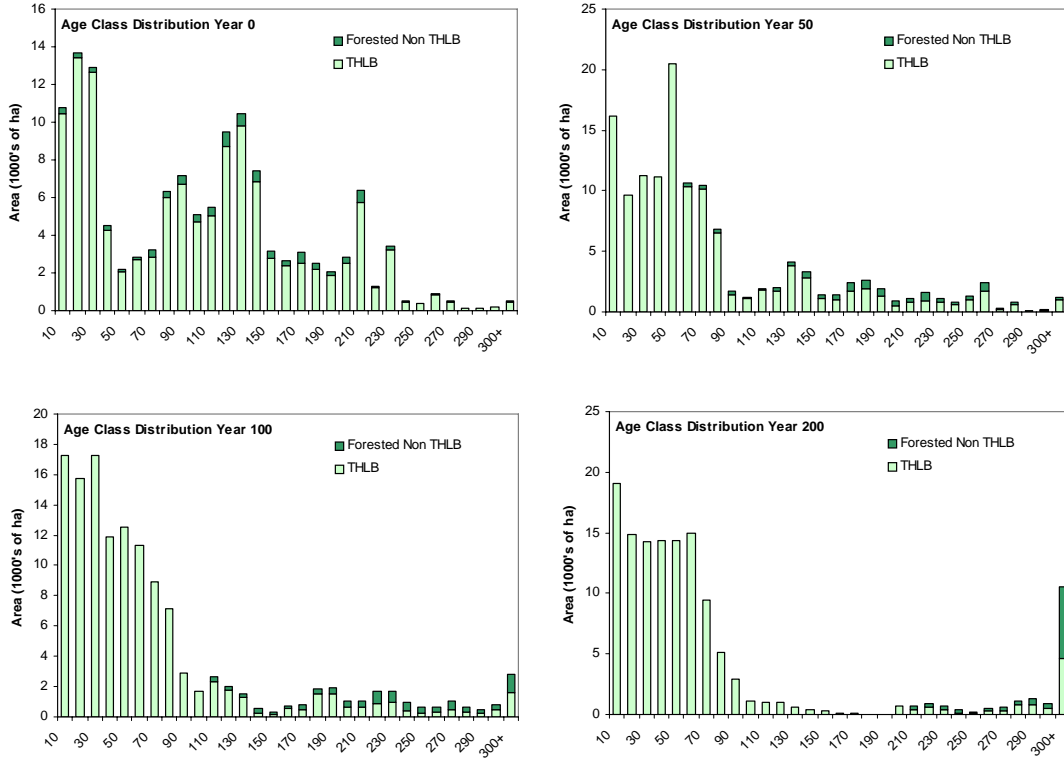 Age Class Distribution Year 0
Forested Non THLB
THLB
Area (1000's of ha)
16
14
12
10
8
6
4
2
0
10 30 50 70 90 110 130 150 170 190 210 230 250 270 290 300+
Age Class Distribution Year 50
Forested Non THLB
THLB
Area (1000's of ha)
25
20
15
10
5
0
10 30 50 70 90 110 130 150 170 190 210 230 250 270 290 300+
Age Class Distribution Year 100
Forested Non THLB
THLB
Area (1000's of ha)
20
18
16
14
12
10
8
6
4
2
0
10 30 50 70 90 110 130 150 170 190 210 230 250 270 290 300+
Age Class Distribution Year 200
Forested Non THLB
THLB
Area (1000's of ha)
25
20
15
10
5
0
10 30 50 70 90 110 130 150 170 190 210 230 250 270 290 300+